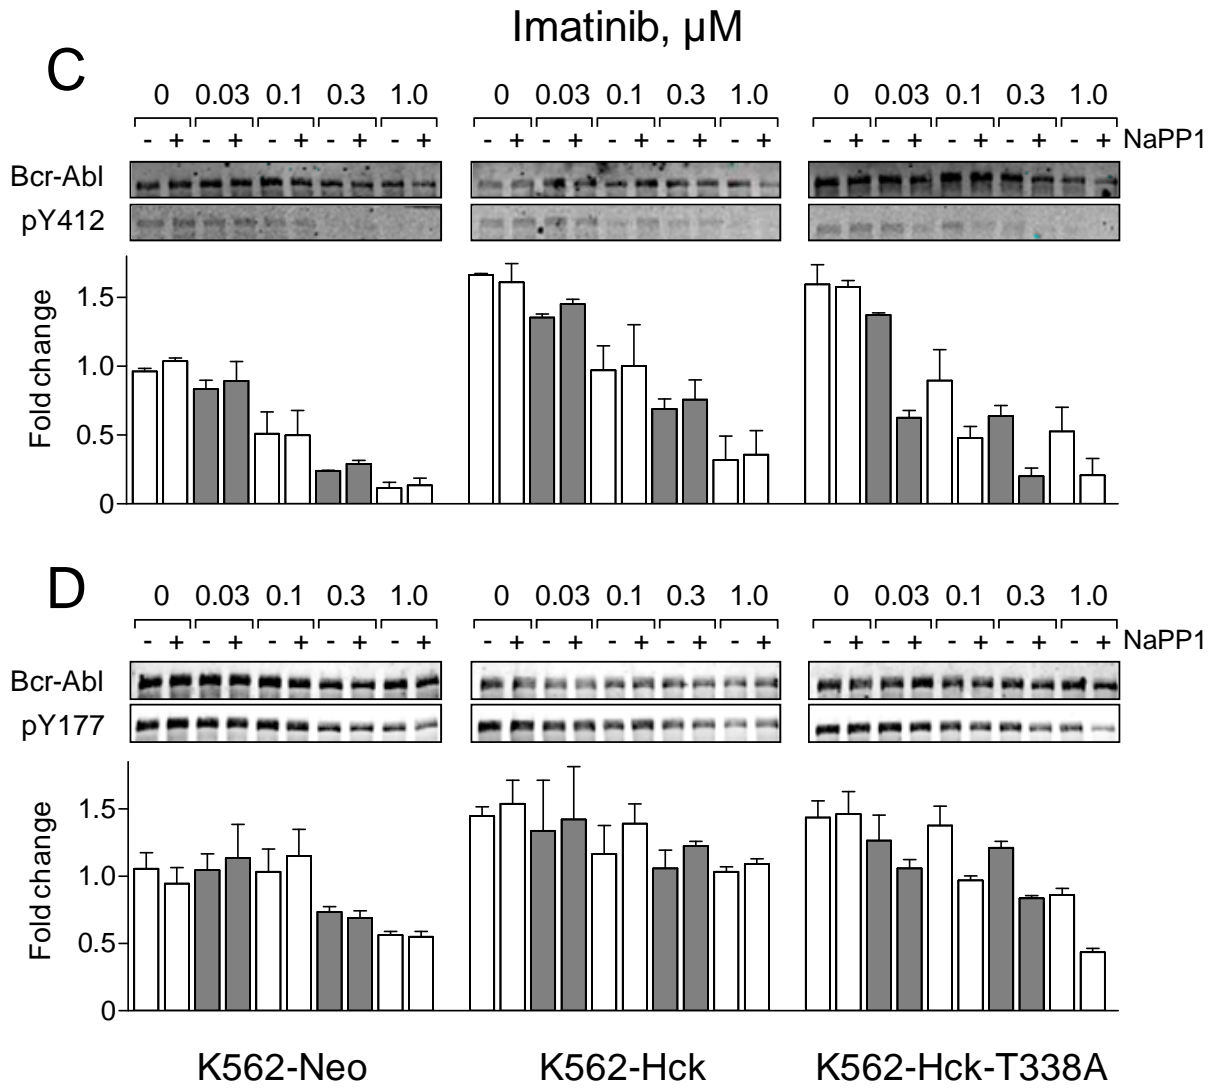 Imatinib, µM
C
0 0.03 0.1 0.3 1.0 0 0.03 0.1 0.3 1.0 0 0.03 0.1 0.3 1.0
- + - + - + - + - + - + - + - + - + - + - + - + - + - + - + NaPP1
Bcr-Abl
pY412
Fold change
1.5
1.0
0.5
0
D
0 0.03 0.1 0.3 1.0 0 0.03 0.1 0.3 1.0 0 0.03 0.1 0.3 1.0
- + - + - + - + - + - + - + - + - + - + - + - + - + - + - + NaPP1
Bcr-Abl
pY177
Fold change
1.5
1.0
0.5
0
K562-Neo K562-Hck K562-Hck-T338A